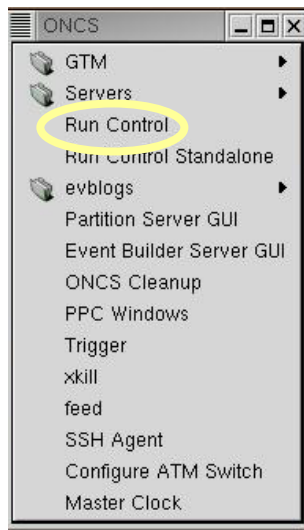 ONCS
GTM
Servers
Run Control
Run Control Standalone
evblogs
Partition Server GUI
Event Builder Server GUI
ONCS Cleanup
PPC Windows
Trigger
xkill
feed
SSH Agent
Configure ATM Switch
Master Clock